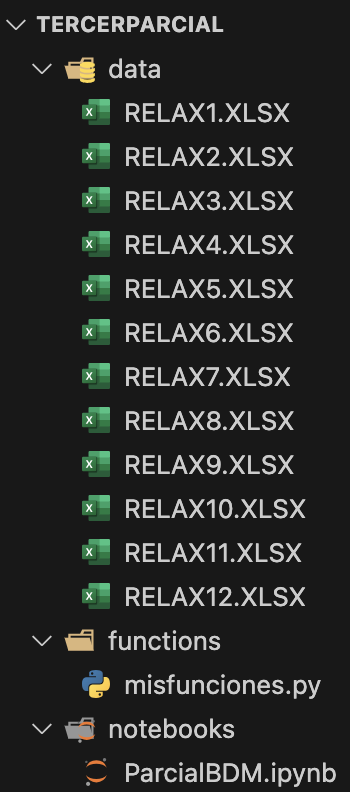 TERCERPARCIAL
data
RELAX1.XLSX
RELAX2.XLSX
RELAX3.XLSX
RELAX4.XLSX
RELAX5.XLSX
RELAX6.XLSX
RELAX7.XLSX
RELAX8.XLSX
RELAX9.XLSX
RELAX10.XLSX
RELAX11.XLSX
RELAX12.XLSX
functions
misfunciones.py
notebooks
ParcialBDM.ipynb